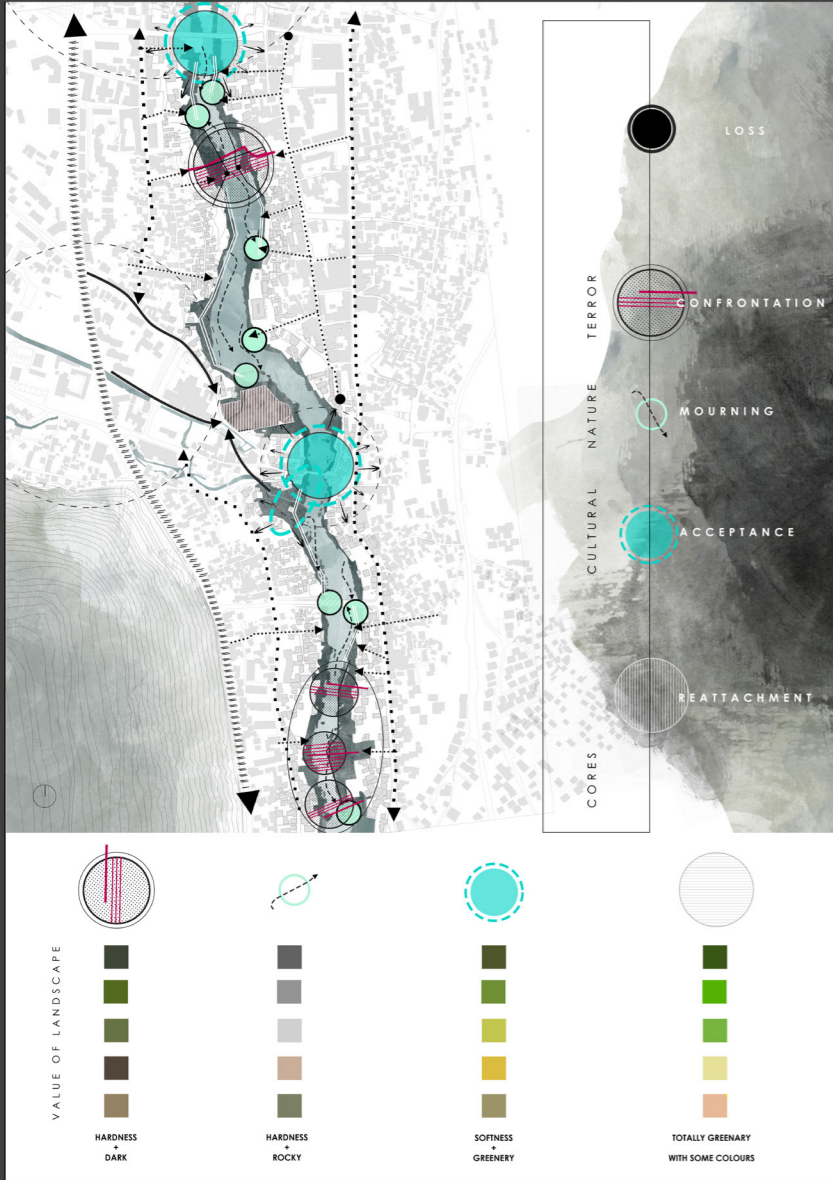 LOSS
TERROR
CONFRONTATION
NATURE
MOURNING
CULTURAL
ACCEPTANCE
REATTACHMENT
CORES
VALUE OF LANDSCAPE
HARDNESS
+
DARK
HARDNESS
+
ROCKY
SOFTNESS
+
GREENERY
TOTALLY GREENARY
WITH SOME COLOURS